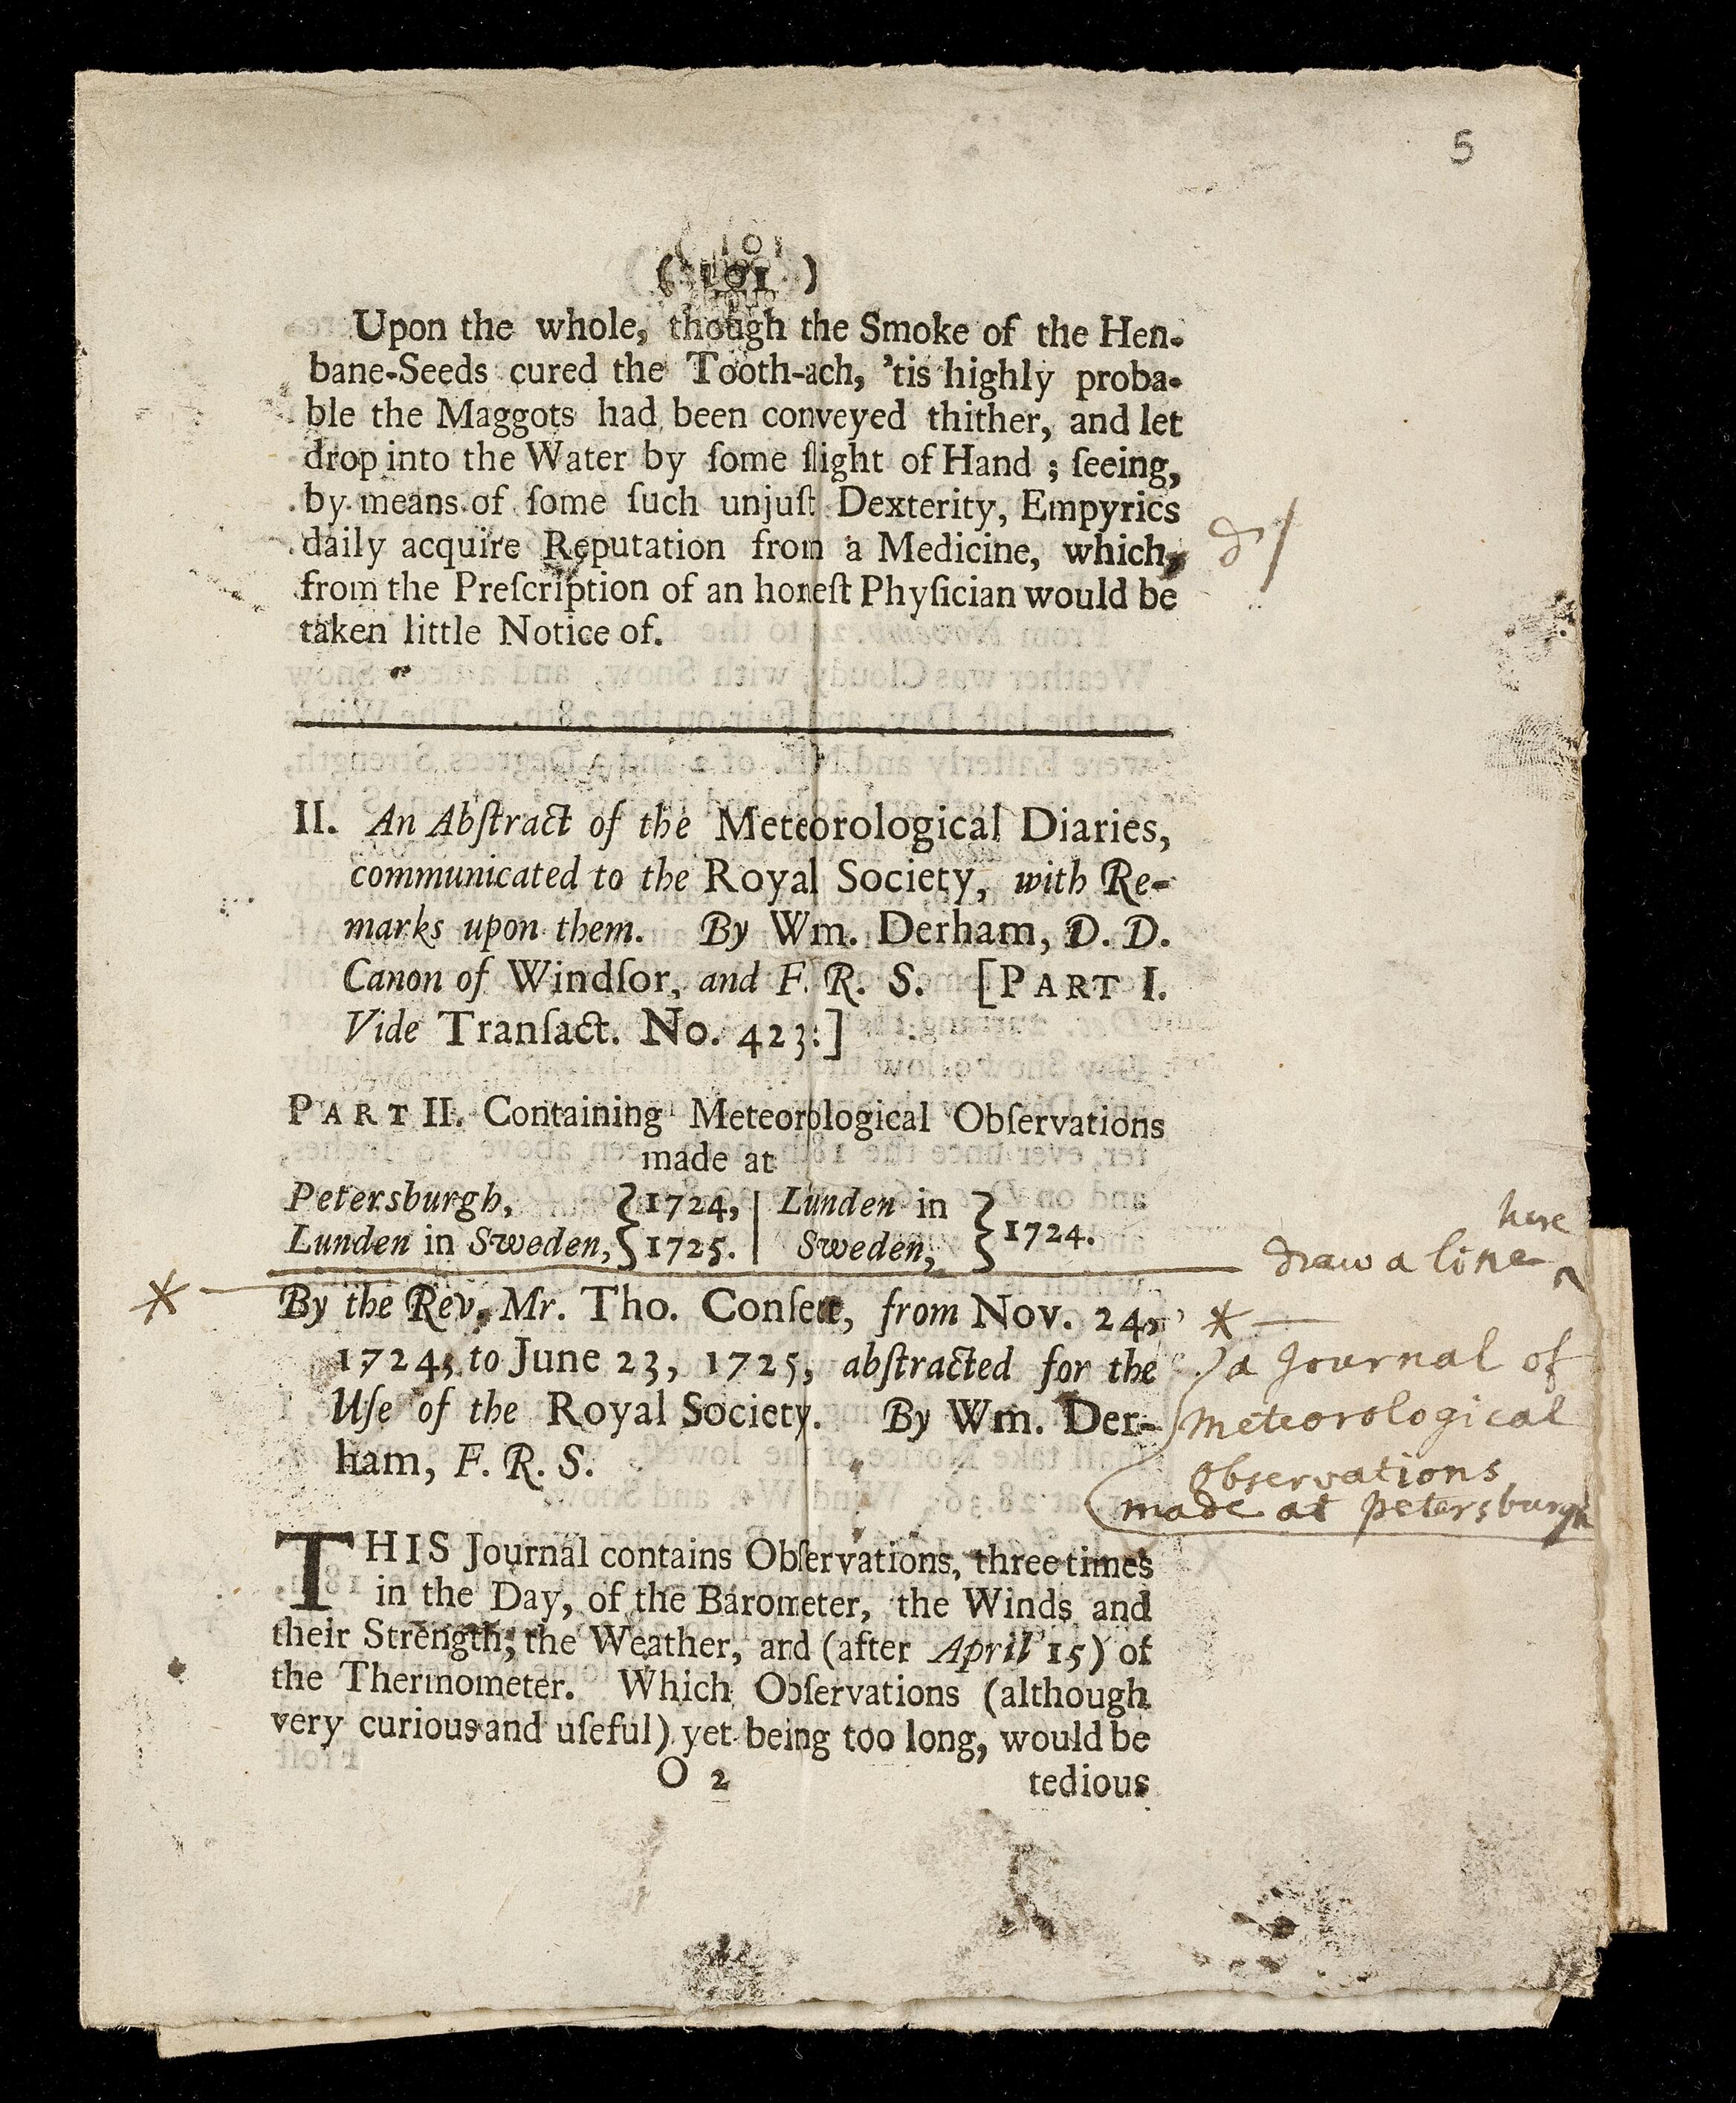 5
( 101 )
Upon the whole, though the Smoke of the Hen-
bane-Seeds cured the Tooth-ach, 'tis highly proba-
ble the Maggots had been conveyed thither, and let
drop into the Water by ſome ſlight of Hand ; ſeeing,
by means of ſome ſuch unjuſt Dexterity, Empyrics
daily acquire Reputation from a Medicine, which,
from the Preſcription of an honeſt Phyſician would be
taken little Notice of.
II. An Abſtract of the Meteorological Diaries,
communicated to the Royal Society, with Re-
marks upon them. By Wm. Derham, D. D.
Canon of Windſor, and F. R. S. [PART I.
Vide Tranſact. No. 423:]
PART II. Containing Meteorological Obſervations
made at
Petersburgh, } 1724, | Lunden in } 1724.
Lunden in Sweden, } 1725. | Sweden,
here
draw a line
* By the Rev. Mr. Tho. Conſett, from Nov. 24,
1724, to June 23, 1725, abſtracted for the
Uſe of the Royal Society. By Wm. Der-
ham, F. R. S.
*
a Journal of
Meteorological
Observations
made at petersburgh
THIS Journal contains Obſervations, three times
in the Day, of the Barometer, the Winds and
their Strength, the Weather, and (after April 15) of
the Thermometer. Which Obſervations (although
very curious and uſeful) yet being too long, would be
O 2 tedious